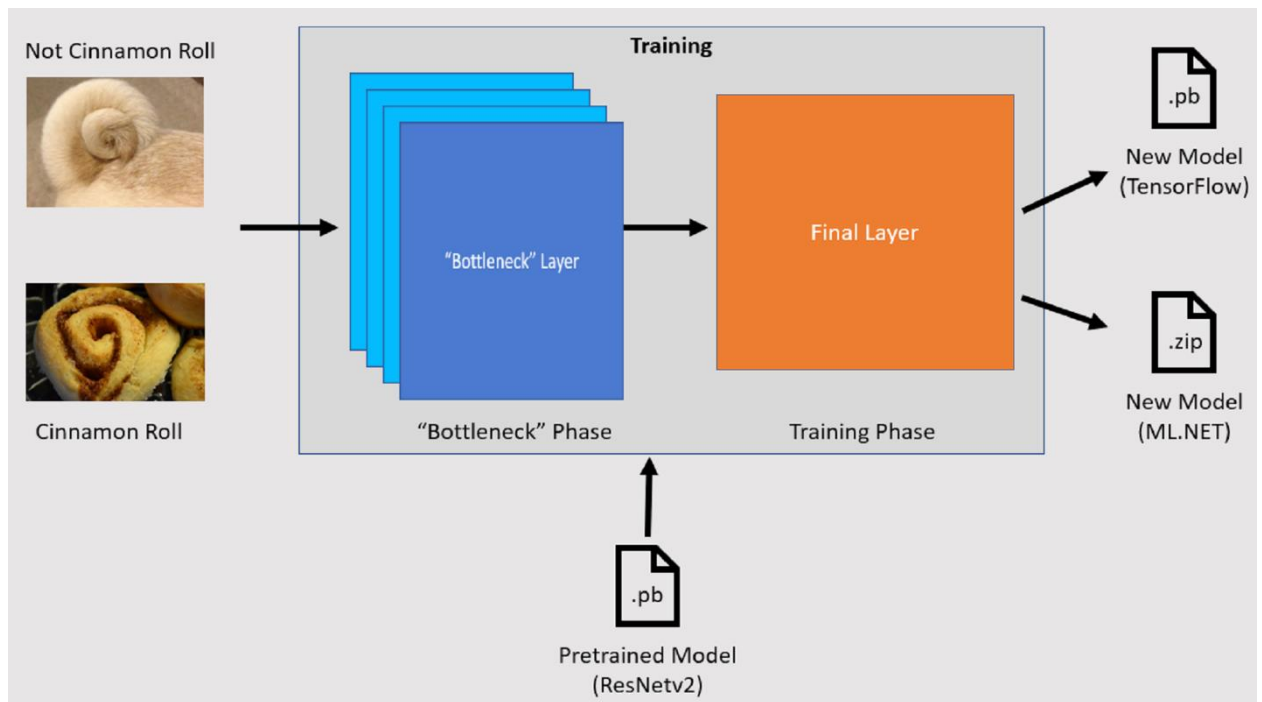 Training
Not Cinnamon Roll
Cinnamon Roll
“Bottleneck” Layer
“Bottleneck” Phase
Final Layer
Training Phase
.pb
New Model
(TensorFlow)
.zip
New Model
(ML.NET)
.pb
Pretrained Model
(ResNetv2)